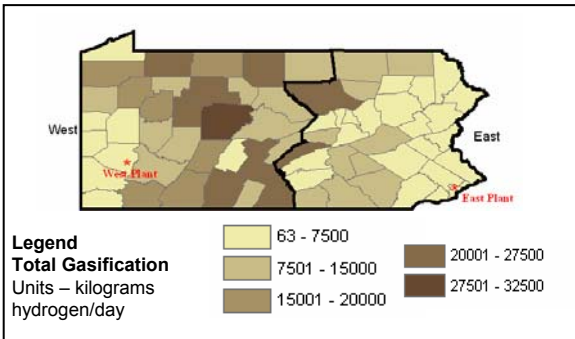 West
East
West Plant
East Plant
Legend
Total Gasification
Units – kilograms
hydrogen/day
63 - 7500
7501 - 15000
15001 - 20000
20001 - 27500
27501 - 32500